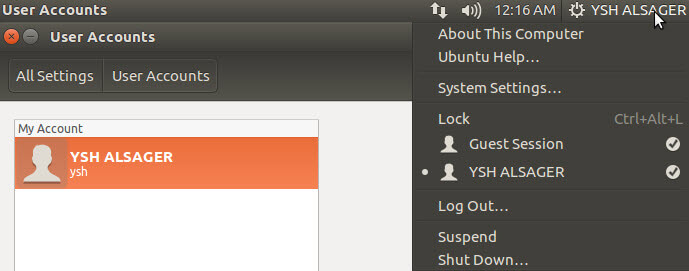 User Accounts
12:16 AM
YSH ALSAGER
User Accounts
All Settings
User Accounts
My Account
YSH ALSAGER
ysh
About This Computer
Ubuntu Help…
System Settings…
Lock Ctrl+Alt+L
Guest Session
YSH ALSAGER
Log Out…
Suspend
Shut Down…